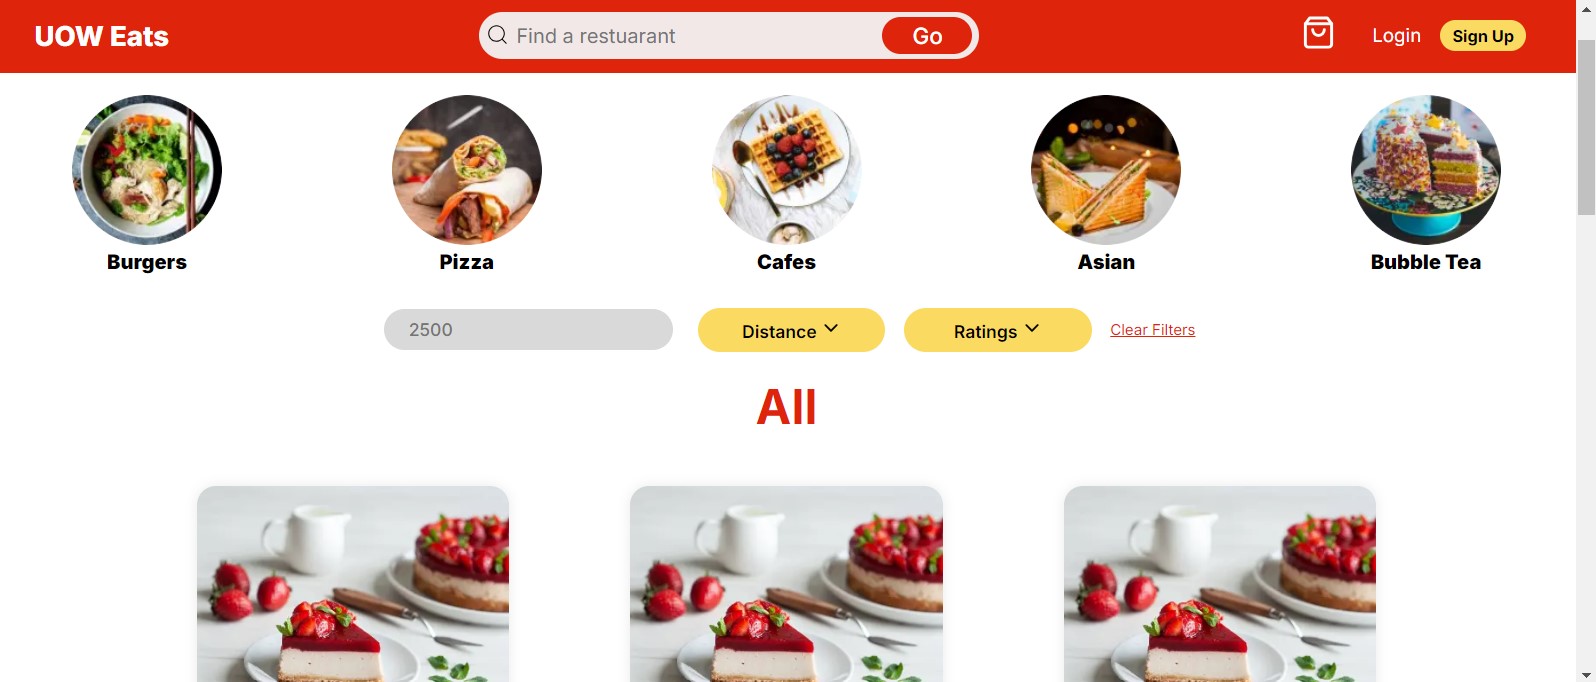 UOW Eats
Find a restuarant
Go
Login
Sign Up
Burgers
Pizza
Cafes
Asian
Bubble Tea
2500
Distance
Ratings
Clear Filters
All